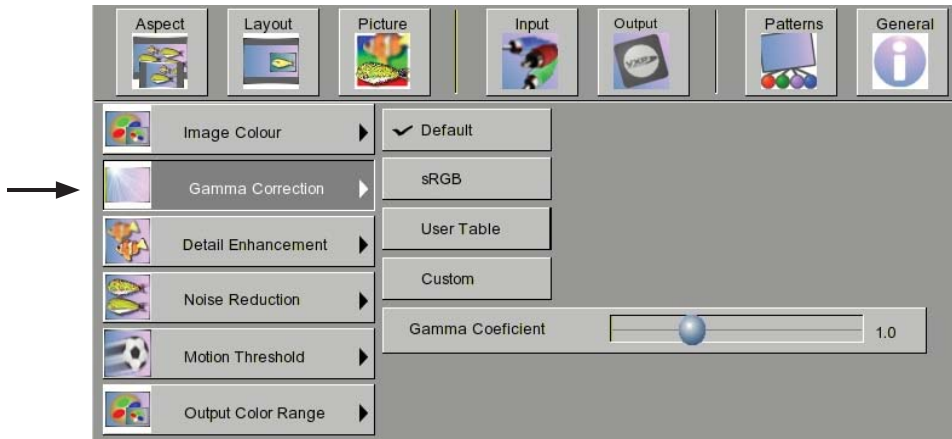 Aspect
Layout
Picture
Input
Output
Patterns
General
VXP
Image Colour
Default
Gamma Correction
sRGB
Detail Enhancement
User Table
Noise Reduction
Custom
Gamma Coeficient
1.0
Motion Threshold
Output Color Range